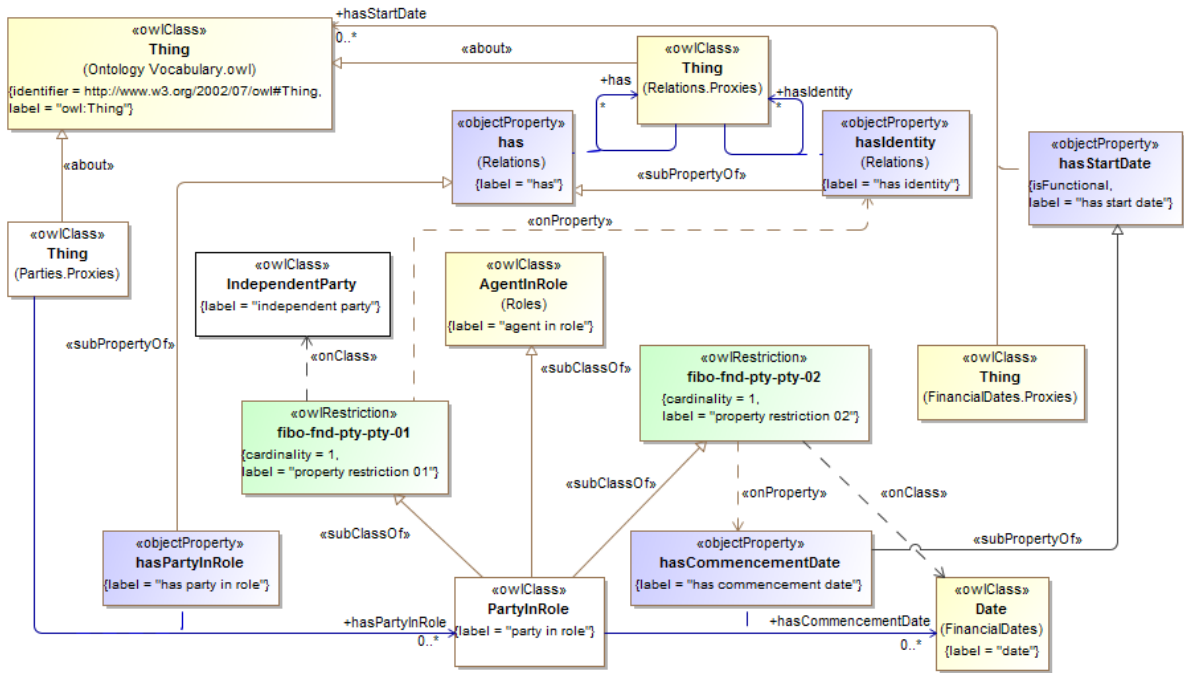 +hasStartDate
0..*
«owlClass»
Thing
(Ontology Vocabulary.owl)
{identifier = http://www.w3.org/2002/07/owl#Thing,
label = "owl:Thing"}
«about»
«owlClass»
Thing
(Relations.Proxies)
+has
*
+hasIdentity
*
«objectProperty»
has
(Relations)
{label = "has"}
«objectProperty»
hasIdentity
(Relations)
{label = "has identity"}
«subPropertyOf»
«objectProperty»
hasStartDate
{isFunctional,
label = "has start date"}
«about»
«onProperty»
«owlClass»
Thing
(Parties.Proxies)
«owlClass»
IndependentParty
{label = "independent party"}
«owlClass»
AgentInRole
(Roles)
{label = "agent in role"}
«subPropertyOf»
«onClass»
«subClassOf»
«owlRestriction»
fibo-fnd-pty-pty-02
{cardinality = 1,
label = "property restriction 02"}
«owlClass»
Thing
(FinancialDates.Proxies)
«owlRestriction»
fibo-fnd-pty-pty-01
{cardinality = 1,
label = "property restriction 01"}
«subClassOf»
«onProperty»
«onClass»
«subClassOf»
«objectProperty»
hasPartyInRole
{label = "has party in role"}
«objectProperty»
hasCommencementDate
{label = "has commencement date"}
«subPropertyOf»
«owlClass»
PartyInRole
{label = "party in role"}
+hasPartyInRole
0..*
+hasCommencementDate
0..*
«owlClass»
Date
(FinancialDates)
{label = "date"}